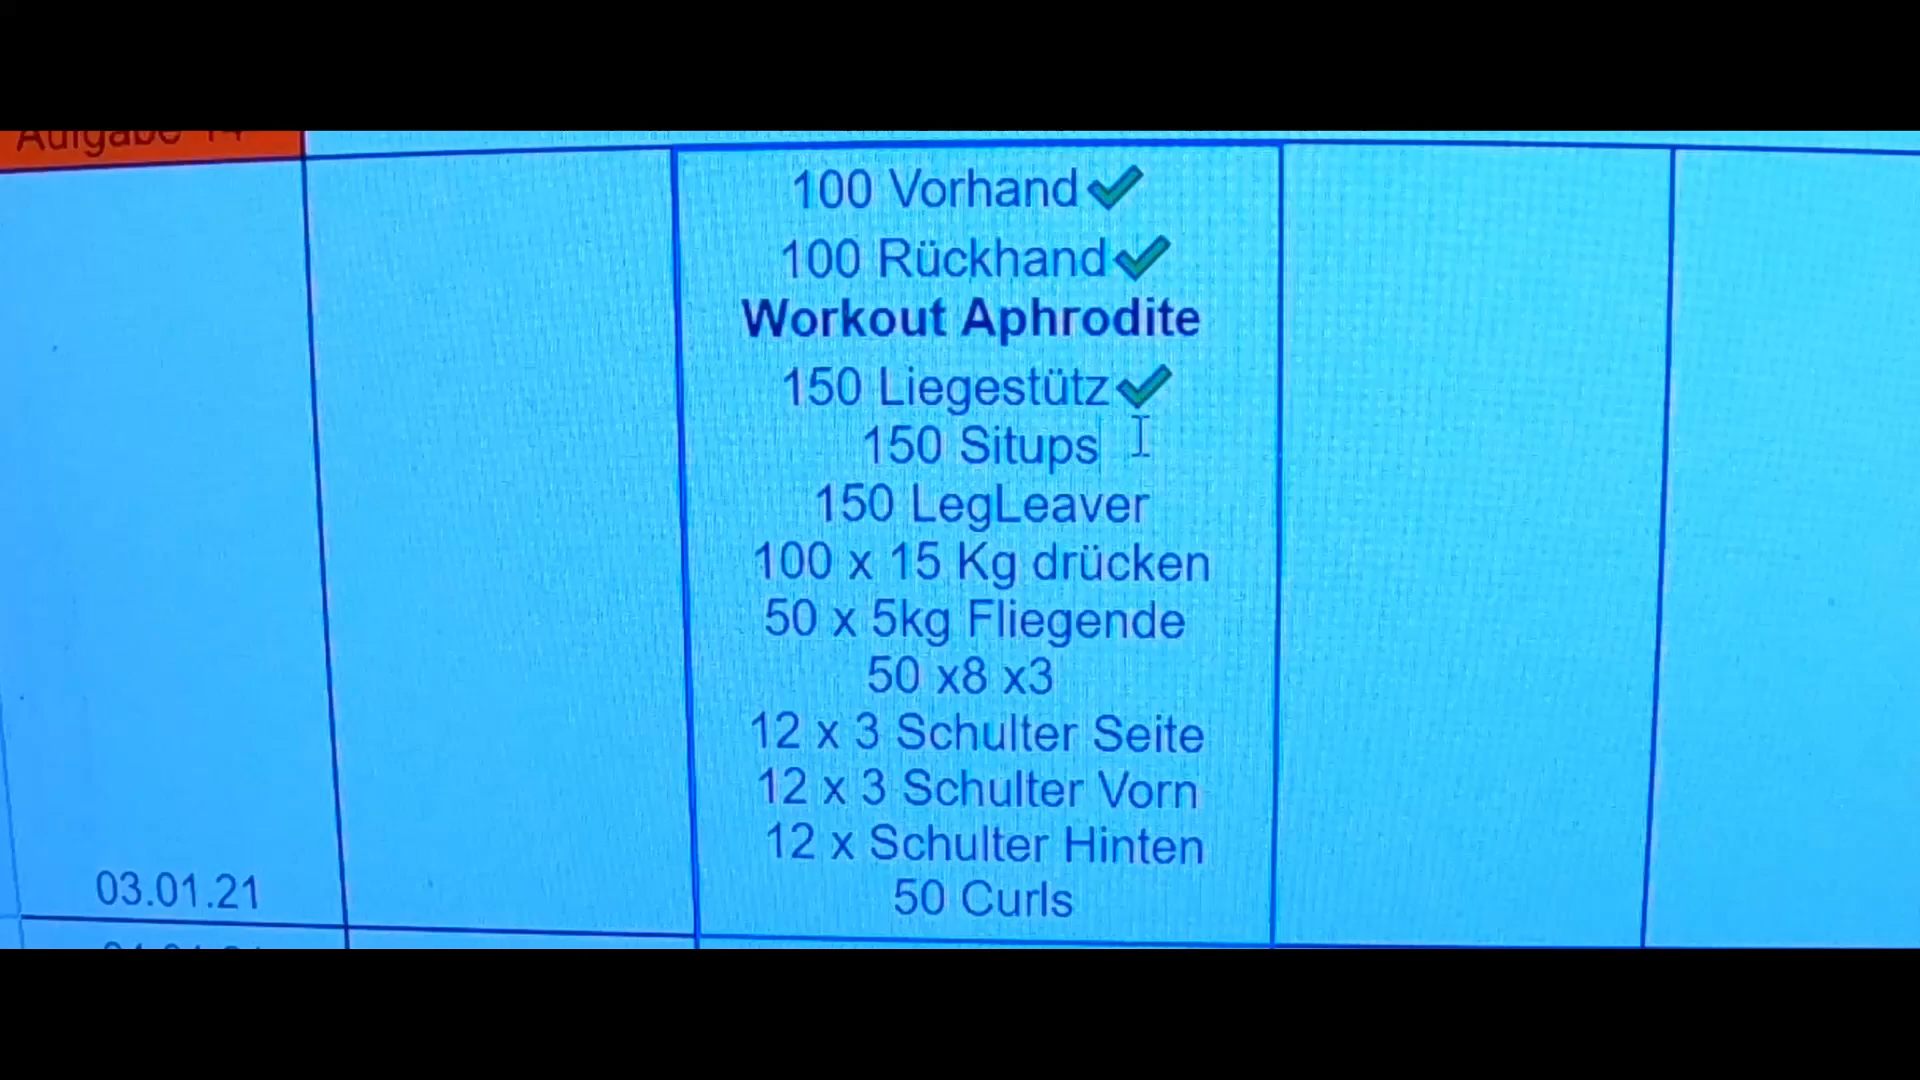 Aufgabe 14
100 Vorhand✔
100 Rückhand✔
Workout Aphrodite
150 Liegestütz✔
150 Situps
150 LegLeaver
100 x 15 Kg drücken
50 x 5kg Fliegende
50 x8 x3
12 x 3 Schulter Seite
12 x 3 Schulter Vorn
12 x Schulter Hinten
50 Curls
03.01.21